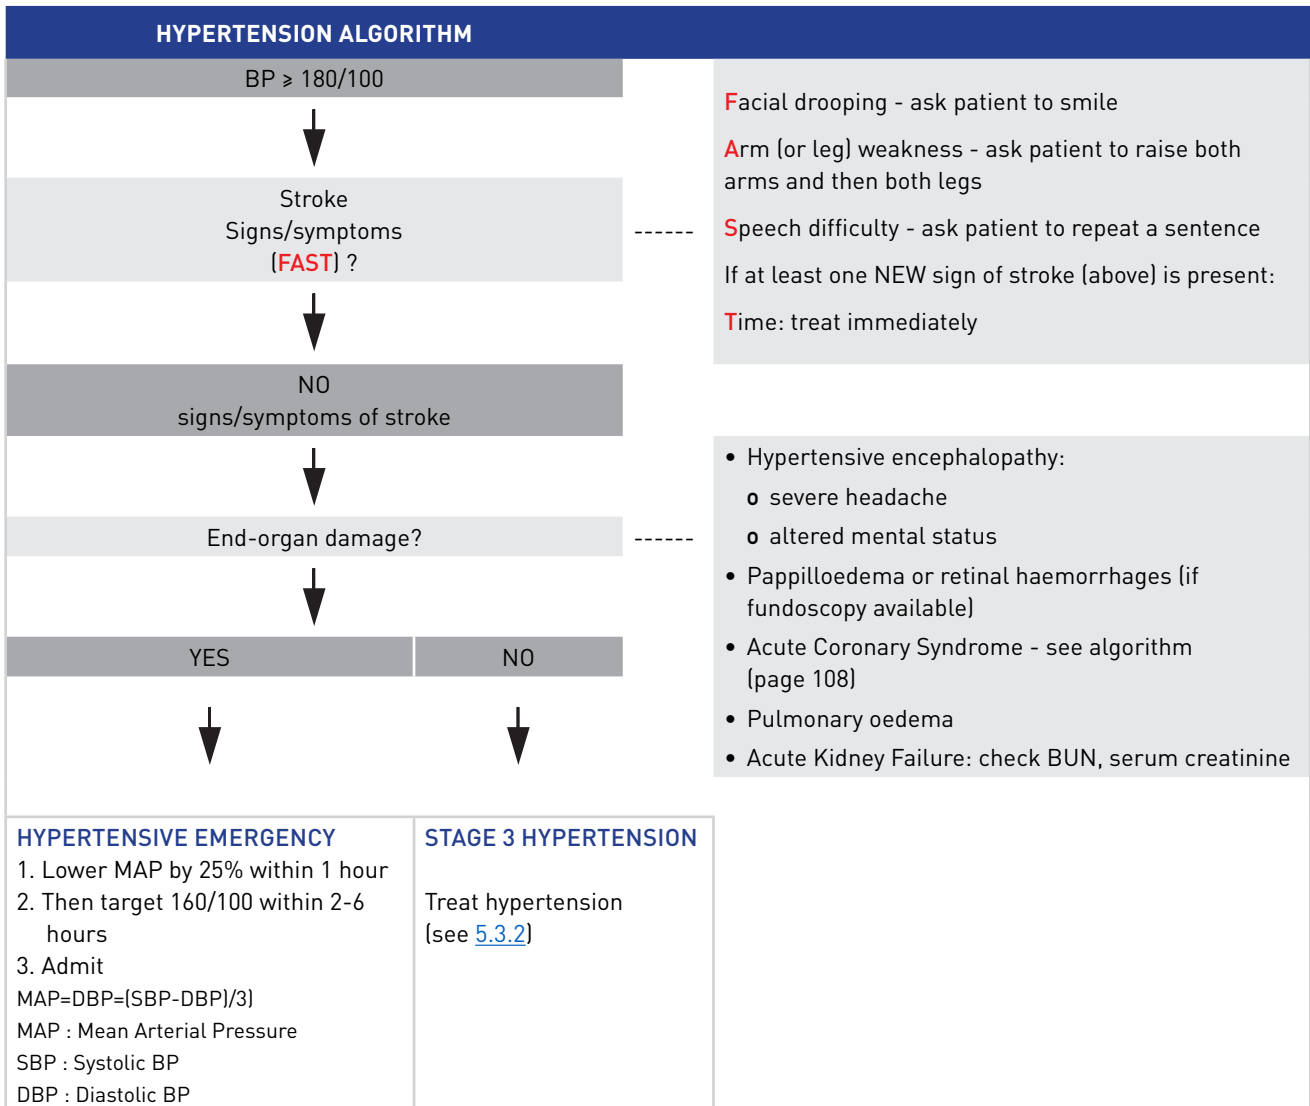 HYPERTENSION ALGORITHM
BP ⩾ 180/100
Stroke
Signs/symptoms
(FAST) ?
------
Facial drooping - ask patient to smile
Arm (or leg) weakness - ask patient to raise both
arms and then both legs
Speech difficulty - ask patient to repeat a sentence
If at least one NEW sign of stroke (above) is present:
Time: treat immediately
NO
signs/symptoms of stroke
End-organ damage?
------
• Hypertensive encephalopathy:
o severe headache
o altered mental status
• Pappilloedema or retinal haemorrhages (if
fundoscopy available)
• Acute Coronary Syndrome - see algorithm
(page 108)
• Pulmonary oedema
• Acute Kidney Failure: check BUN, serum creatinine
YES
NO
HYPERTENSIVE EMERGENCY
1. Lower MAP by 25% within 1 hour
2. Then target 160/100 within 2-6
hours
3. Admit
MAP=DBP=(SBP-DBP)/3)
MAP : Mean Arterial Pressure
SBP : Systolic BP
DBP : Diastolic BP
STAGE 3 HYPERTENSION
Treat hypertension
(see 5.3.2)